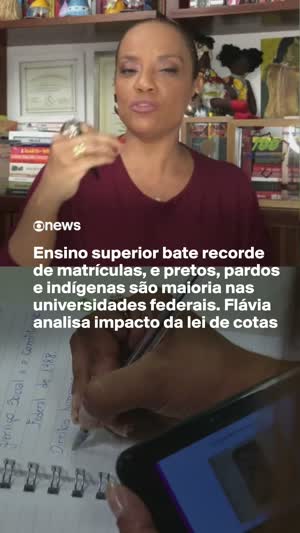 news
Ensino superior bate recorde
de matrículas, e pretos, pardos
e indígenas são maioria nas
universidades federais. Flávia
analisa impacto da lei de cotas
Federal de 1988.